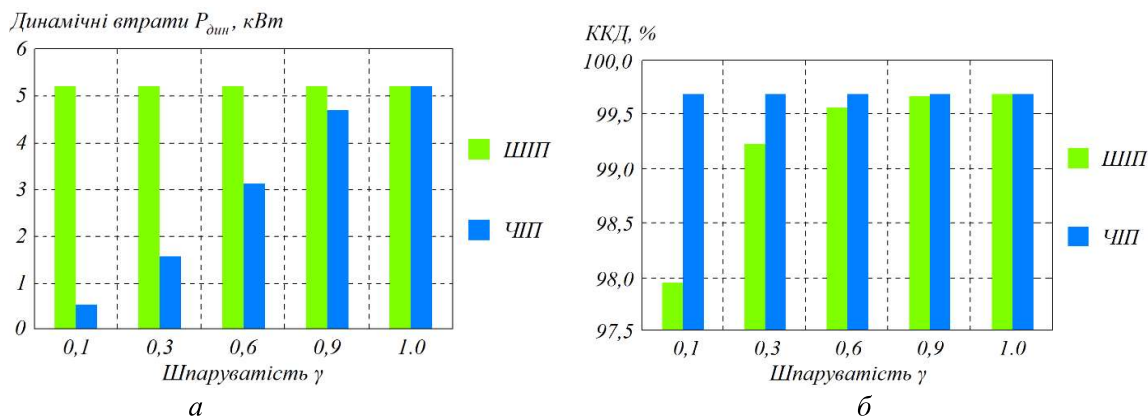 Динамічні втрати Pдин, кВт
6
5
4
3
2
1
0
0,1 0,3 0,6 0,9 1.0
Шпаруватість γ
ШІП
ЧІП
а
ККД, %
100,0
99,5
99,0
98,5
98,0
97,5
0,1 0,3 0,6 0,9 1.0
Шпаруватість γ
ШІП
ЧІП
б